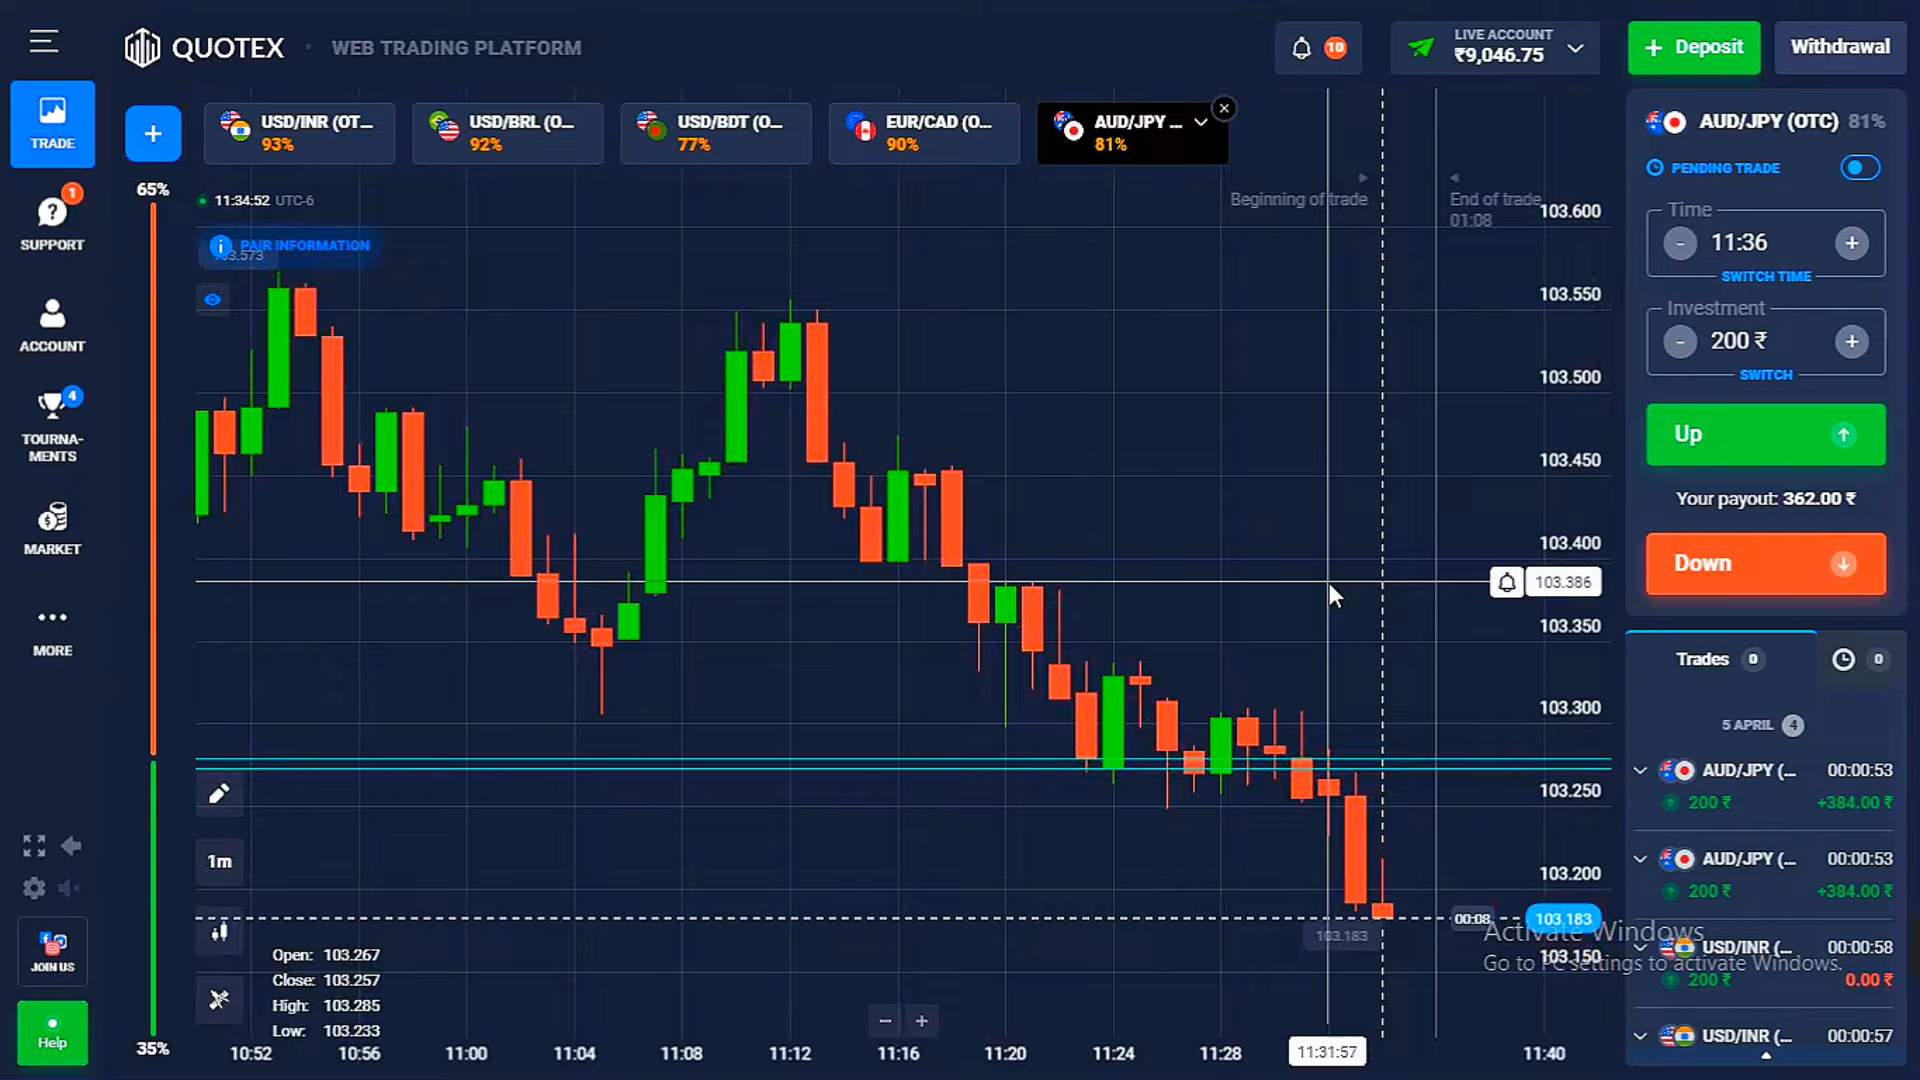 QUOTEX
WEB TRADING PLATFORM
10
LIVE ACCOUNT
₹9,046.75
+ Deposit
Withdrawal
TRADE
1
SUPPORT
ACCOUNT
4
TOURNA-
MENTS
MARKET
MORE
JOIN US
Help
+
USD/INR (OT...
93%
USD/BRL (O...
92%
USD/BDT (O...
77%
EUR/CAD (O...
90%
AUD/JPY ...
81%
65%
35%
11:34:52 UTC-6
PAIR INFORMATION
103.573
Beginning of trade
End of trade
01:08
103.600
103.550
103.500
103.450
103.400
103.386
103.350
103.300
103.250
103.200
00:08
103.183
103.183
103.150
1m
Open: 103.267
Close: 103.257
High: 103.285
Low: 103.233
10:52
10:56
11:00
11:04
11:08
11:12
11:16
11:20
11:24
11:28
11:31:57
11:40
AUD/JPY (OTC) 81%
PENDING TRADE
Time
- 11:36 +
SWITCH TIME
Investment
- 200 ₹ +
SWITCH
Up
Your payout: 362.00 ₹
Down
Trades 0
0
5 APRIL 4
AUD/JPY (... 00:00:53
200 ₹ +384.00 ₹
AUD/JPY (... 00:00:53
200 ₹ +384.00 ₹
USD/INR (... 00:00:58
200 ₹ 0.00 ₹
USD/INR (... 00:00:57
Activate Windows
Go to PC settings to activate Windows.